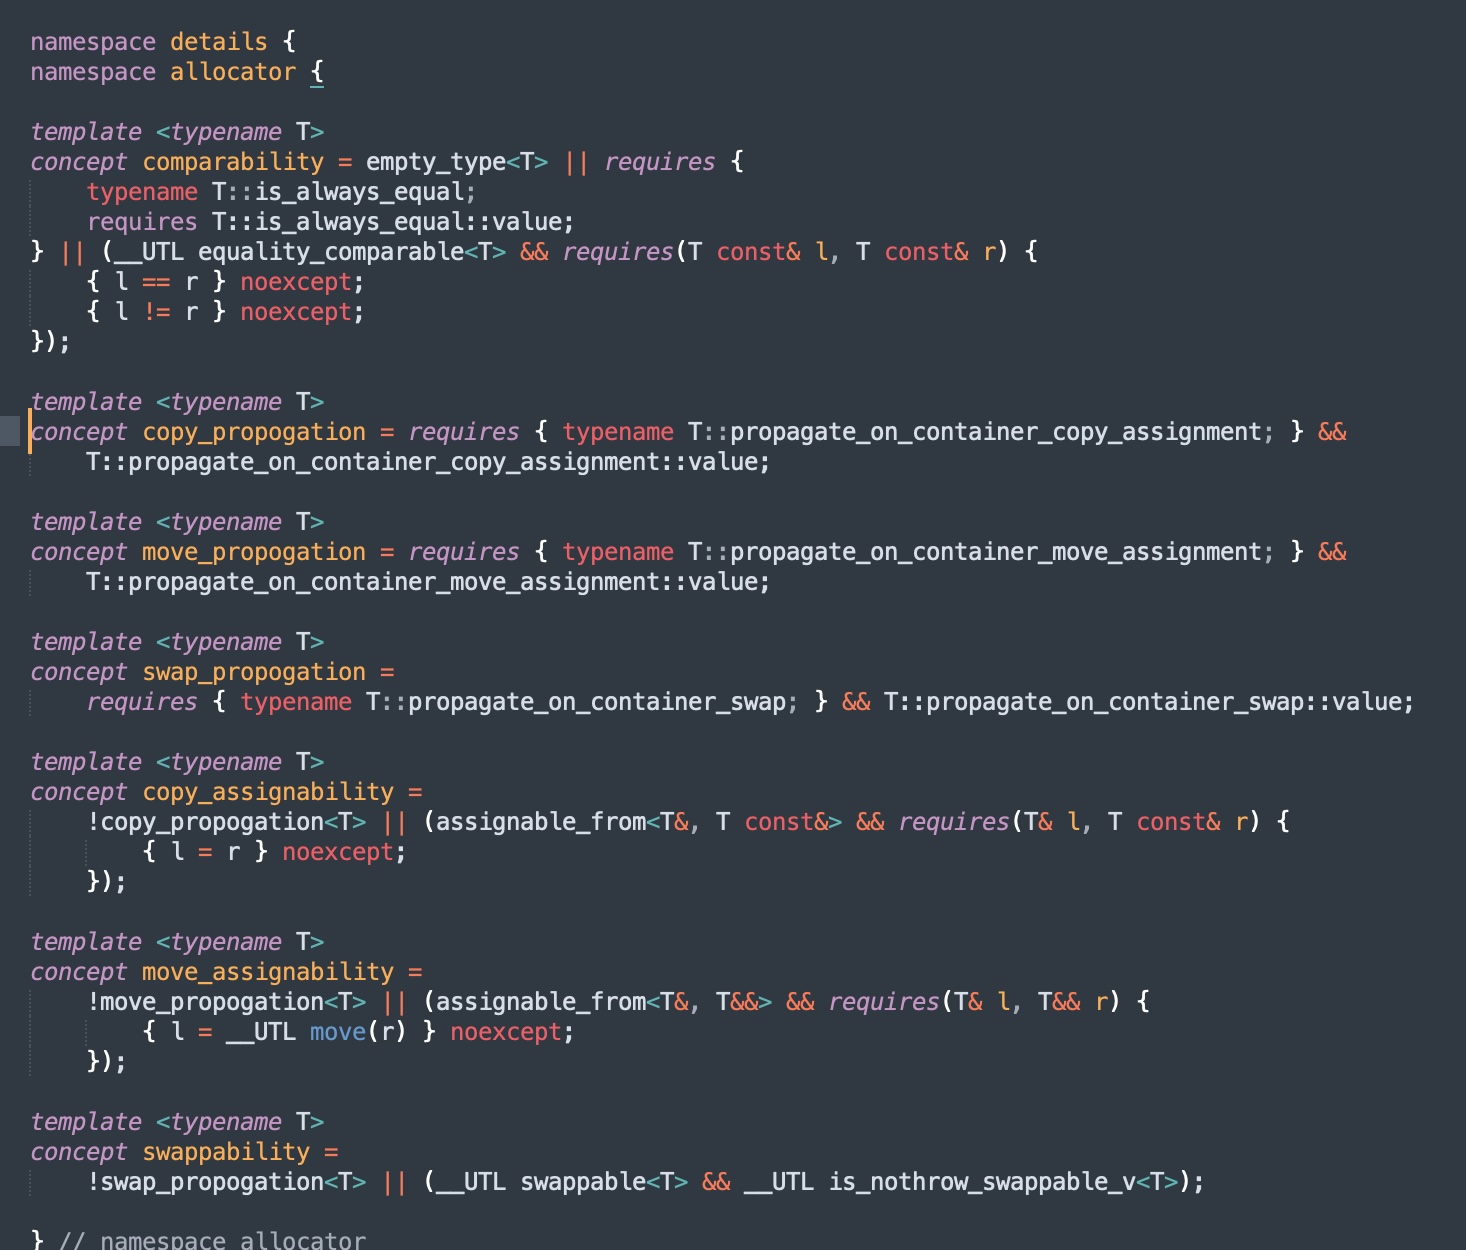 namespace details {
namespace allocator {
template <typename T>
concept comparability = empty_type<T> || requires {
typename T::is_always_equal;
requires T::is_always_equal::value;
} || (__UTL equality_comparable<T> && requires(T const& l, T const& r) {
{ l == r } noexcept;
{ l != r } noexcept;
});
template <typename T>
concept copy_propogation = requires { typename T::propagate_on_container_copy_assignment; } &&
T::propagate_on_container_copy_assignment::value;
template <typename T>
concept move_propogation = requires { typename T::propagate_on_container_move_assignment; } &&
T::propagate_on_container_move_assignment::value;
template <typename T>
concept swap_propogation =
requires { typename T::propagate_on_container_swap; } && T::propagate_on_container_swap::value;
template <typename T>
concept copy_assignability =
!copy_propogation<T> || (assignable_from<T&, T const&> && requires(T& l, T const& r) {
{ l = r } noexcept;
});
template <typename T>
concept move_assignability =
!move_propogation<T> || (assignable_from<T&, T&&> && requires(T& l, T&& r) {
{ l = __UTL move(r) } noexcept;
});
template <typename T>
concept swappability =
!swap_propogation<T> || (__UTL swappable<T> && __UTL is_nothrow_swappable_v<T>);
} // namespace allocator